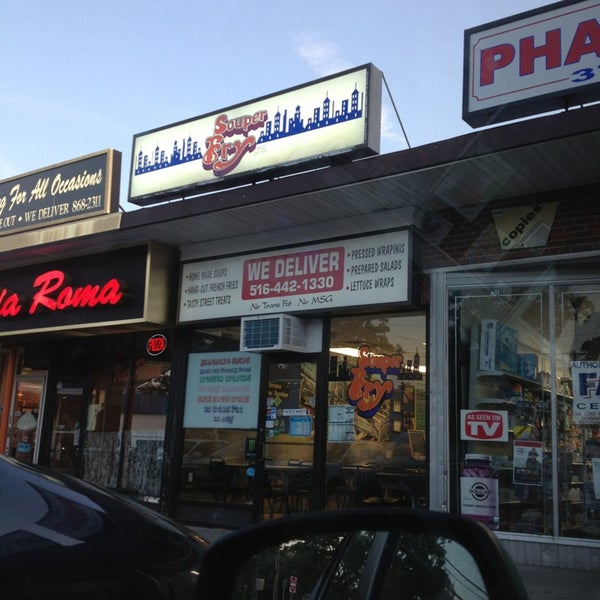 g For All Occasions
E OUT • WE DELIVER 868-2311
la Roma
PIZZA
Souper
Fry
• HOME MADE SOUPS
• HAND-CUT FRENCH FRIES
• TASTY STREET TREATS
WE DELIVER
516-442-1330
• PRESSED WRAPINIS
• PREPARED SALADS
• LETTUCE WRAPS
No Trans Fat No MSG
Souper
Fry
PHA
copies
AS SEEN ON
TV
AUTHO